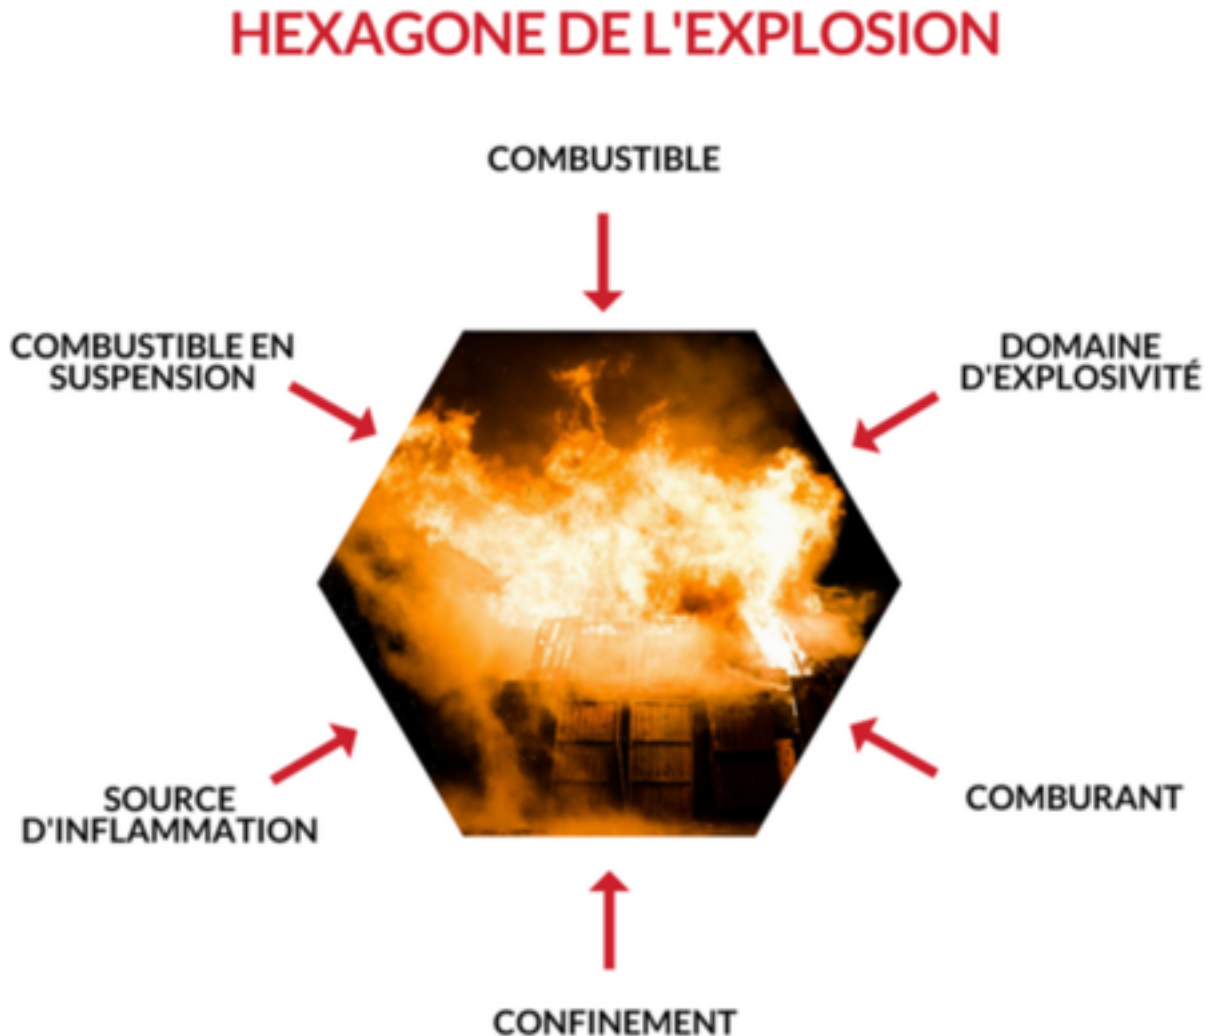 HEXAGONE DE L'EXPLOSION
COMBUSTIBLE
COMBUSTIBLE EN
SUSPENSION
DOMAINE
D'EXPLOSIVITÉ
SOURCE
D'INFLAMMATION
COMBURANT
CONFINEMENT